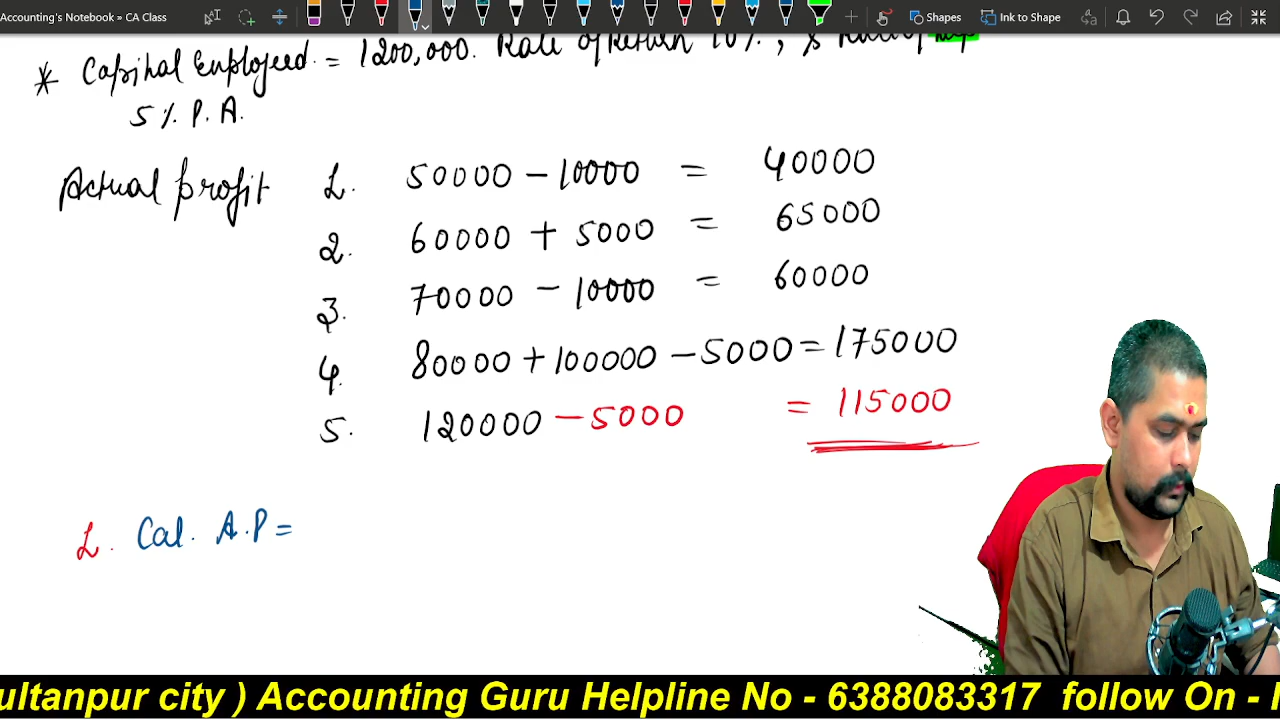 Accounting's Notebook » CA Class
Shapes
Ink to Shape
* Capital Employed = 1200,000. Rate of Return 10%, & Rate of
5% P.A.
Actual profit
1. 50000 - 10000 = 40000
2. 60000 + 5000 = 65000
3. 70000 - 10000 = 60000
4. 80000 + 100000 - 5000 = 175000
5. 120000 - 5000 = 115000
1. Cal. A.P =
ultanpur city ) Accounting Guru Helpline No - 6388083317 follow On -